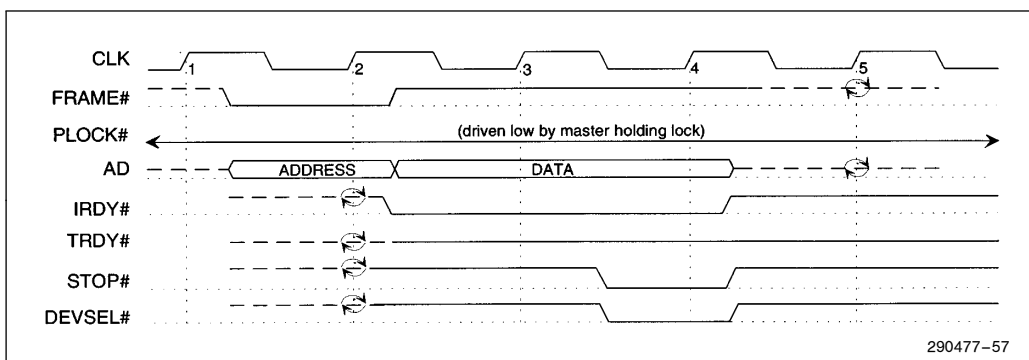 CLK
1 2 3 4 5
FRAME#
PLOCK# (driven low by master holding lock)
AD ADDRESS DATA
IRDY#
TRDY#
STOP#
DEVSEL#
290477-57